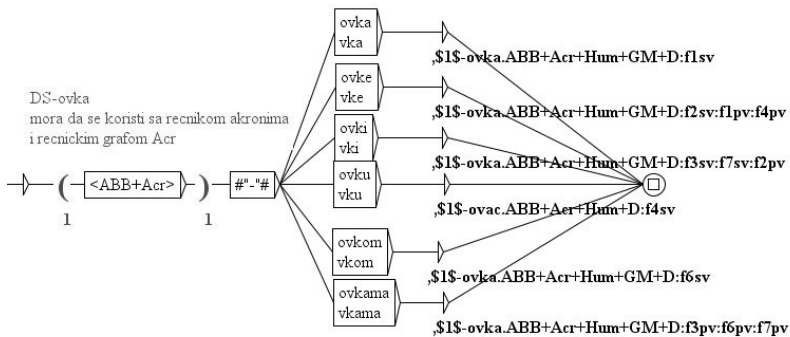 ovka
vka
,$1$-ovka.ABB+Acr+Hum+GM+D:f1sv
DS-ovka
mora da se koristi sa recnikom akronima
i recnickim grafom Acr
ovke
vke
,$1$-ovka.ABB+Acr+Hum+GM+D:f2sv:f1pv:f4pv
ovki
vki
,$1$-ovka.ABB+Acr+Hum+GM+D:f3sv:f7sv:f2pv
( <ABB+Acr> ) #"-"#
1 1
ovku
vku
,$1$-ovac.ABB+Acr+Hum+D:f4sv
ovkom
vkom
,$1$-ovka.ABB+Acr+Hum+GM+D:f6sv
ovkama
vkama
,$1$-ovka.ABB+Acr+Hum+GM+D:f3pv:f6pv:f7pv